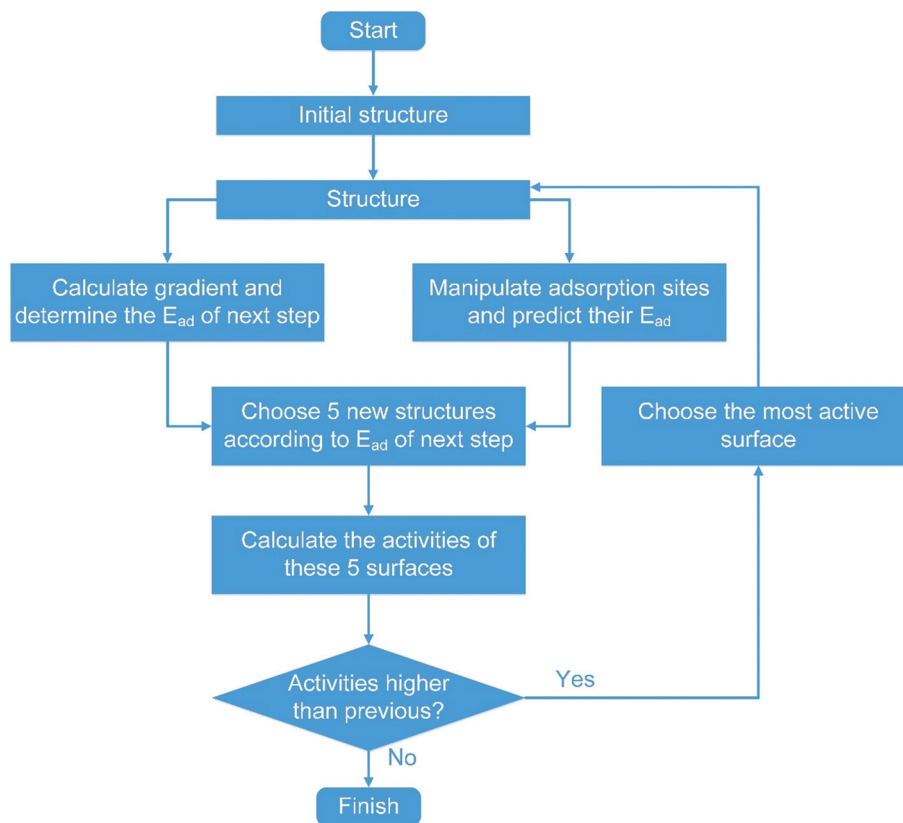 Start
Initial structure
Structure
Calculate gradient and
determine the E_ad of next step
Manipulate adsorption sites
and predict their E_ad
Choose 5 new structures
according to E_ad of next step
Choose the most active
surface
Calculate the activities of
these 5 surfaces
Activities higher
than previous?
Yes
No
Finish